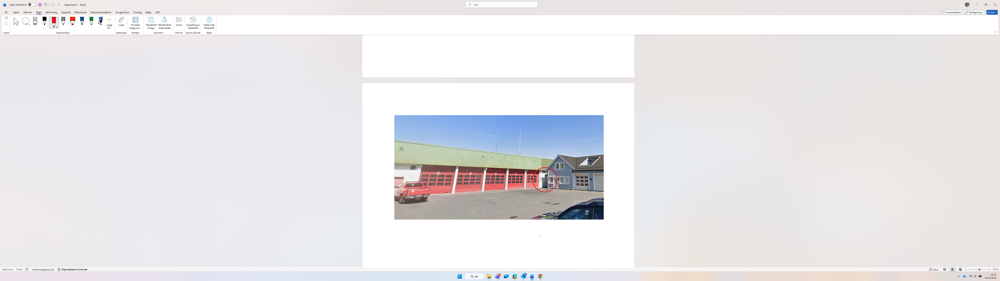 Lagre automatisk
Dokument2 - Word
Søk
Fil Hjem Sett inn Tegn Utforming Oppsett Referanser Masseutsendelser Se gjennom Visning Hjelp 360°
Kommentarer Redigering Del
Legg til
Linjal
Formater bakgrunn
Håndskrift til figur
Håndskrift til matematikk
Lerret
Avspilling av håndskrift
Hjelp med håndskrift
Angre Tegneverktøy Sjablonger Rediger Konverter Sett inn Spill av på nytt Hjelp
© 2025 Google
© 2025 Google
2 3 4 5
Side 2 av 2 0 ord Tekstforutsigelser: på Tilgjengelighet: Undersøk
Fokus 176 %
Søk
10:17
02.03.2026